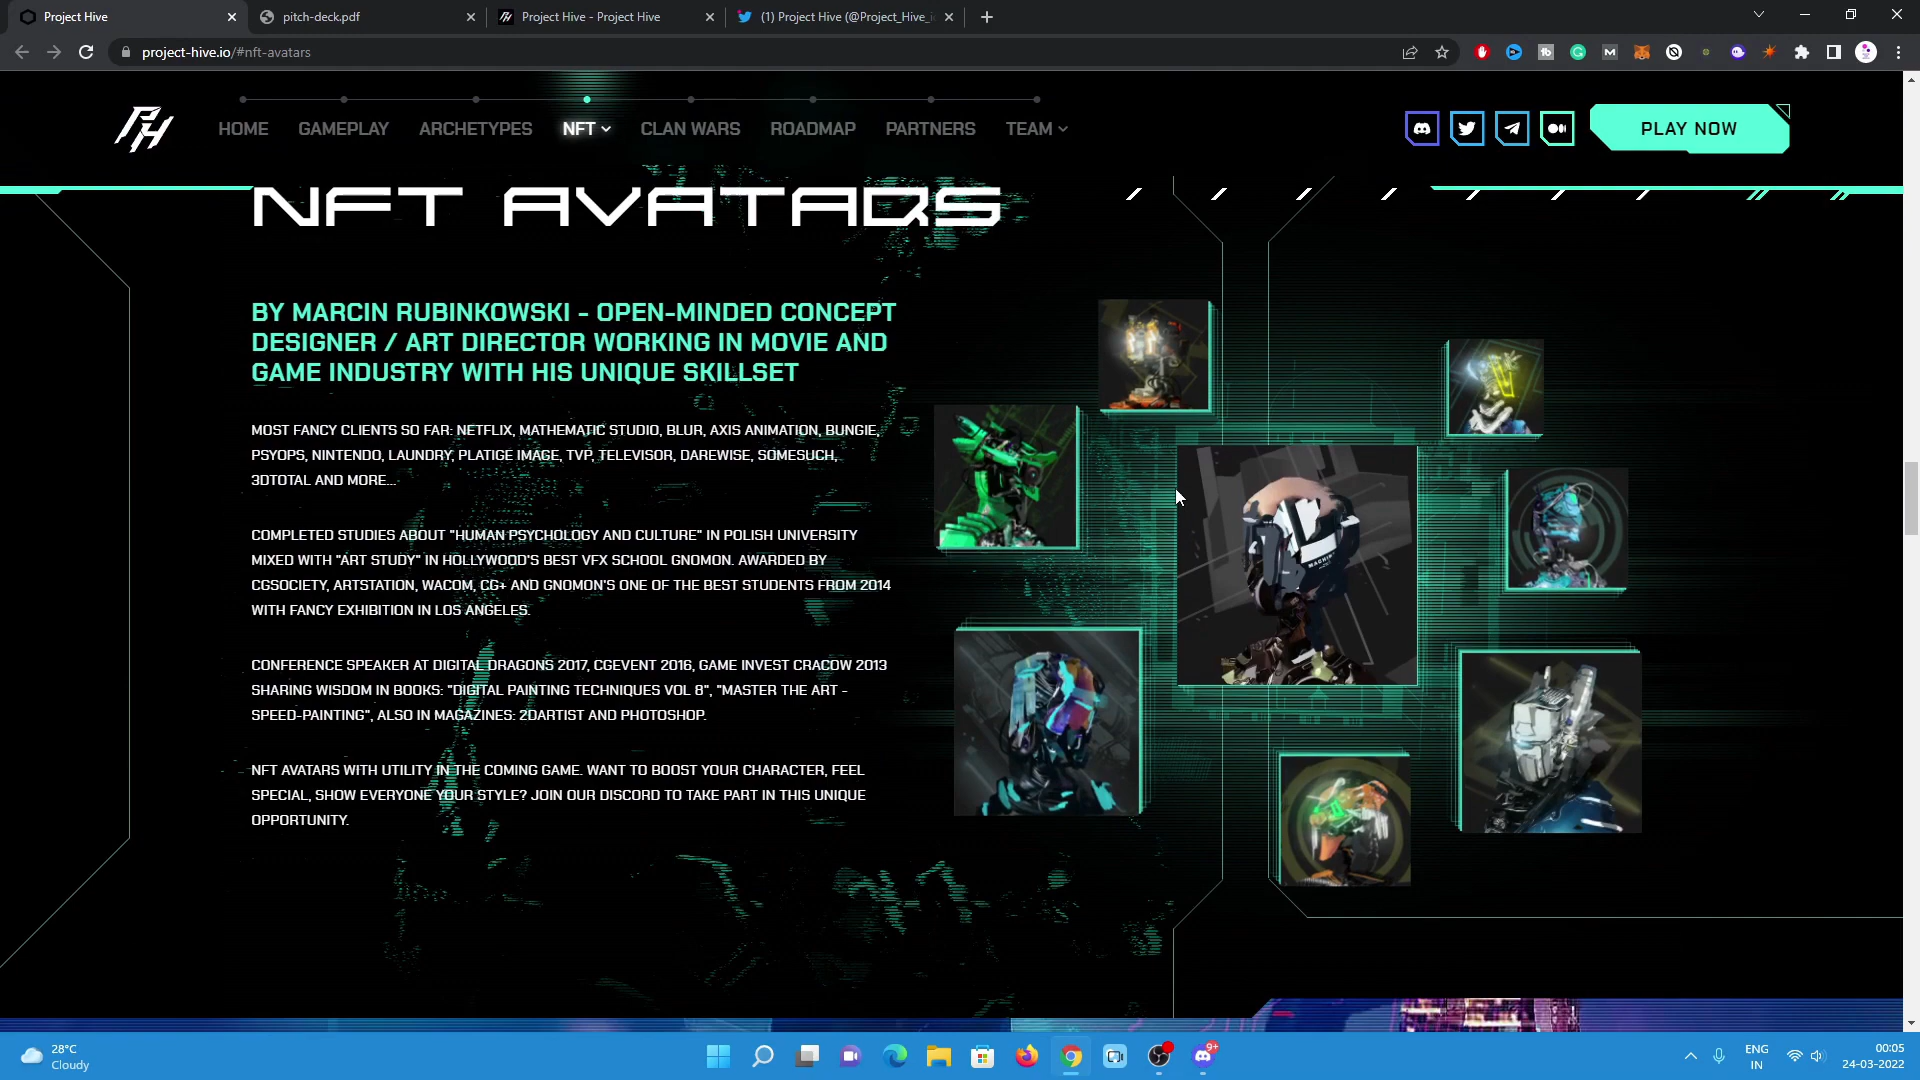 Project Hive
pitch-deck.pdf
Project Hive - Project Hive
(1) Project Hive (@Project_Hive_i
project-hive.io/#nft-avatars
HOME
GAMEPLAY
ARCHETYPES
NFT
CLAN WARS
ROADMAP
PARTNERS
TEAM
PLAY NOW
NFT AVATARS
BY MARCIN RUBINKOWSKI - OPEN-MINDED CONCEPT
DESIGNER / ART DIRECTOR WORKING IN MOVIE AND
GAME INDUSTRY WITH HIS UNIQUE SKILLSET
MOST FANCY CLIENTS SO FAR: NETFLIX, MATHEMATIC STUDIO, BLUR, AXIS ANIMATION, BUNGIE,
PSYOPS, NINTENDO, LAUNDRY, PLATIGE IMAGE, TVP, TELEVISOR, DAREWISE, SOMESUCH,
3DTOTAL AND MORE...
COMPLETED STUDIES ABOUT "HUMAN PSYCHOLOGY AND CULTURE" IN POLISH UNIVERSITY
MIXED WITH "ART STUDY" IN HOLLYWOOD'S BEST VFX SCHOOL GNOMON. AWARDED BY
CGSOCIETY, ARTSTATION, WACOM, CG+ AND GNOMON'S ONE OF THE BEST STUDENTS FROM 2014
WITH FANCY EXHIBITION IN LOS ANGELES.
CONFERENCE SPEAKER AT DIGITAL DRAGONS 2017, CGEVENT 2016, GAME INVEST CRACOW 2013
SHARING WISDOM IN BOOKS: "DIGITAL PAINTING TECHNIQUES VOL 8", "MASTER THE ART -
SPEED-PAINTING", ALSO IN MAGAZINES: 2DARTIST AND PHOTOSHOP.
NFT AVATARS WITH UTILITY IN THE COMING GAME. WANT TO BOOST YOUR CHARACTER, FEEL
SPECIAL, SHOW EVERYONE YOUR STYLE? JOIN OUR DISCORD TO TAKE PART IN THIS UNIQUE
OPPORTUNITY.
28°C
Cloudy
9+
ENG
IN
00:05
24-03-2022